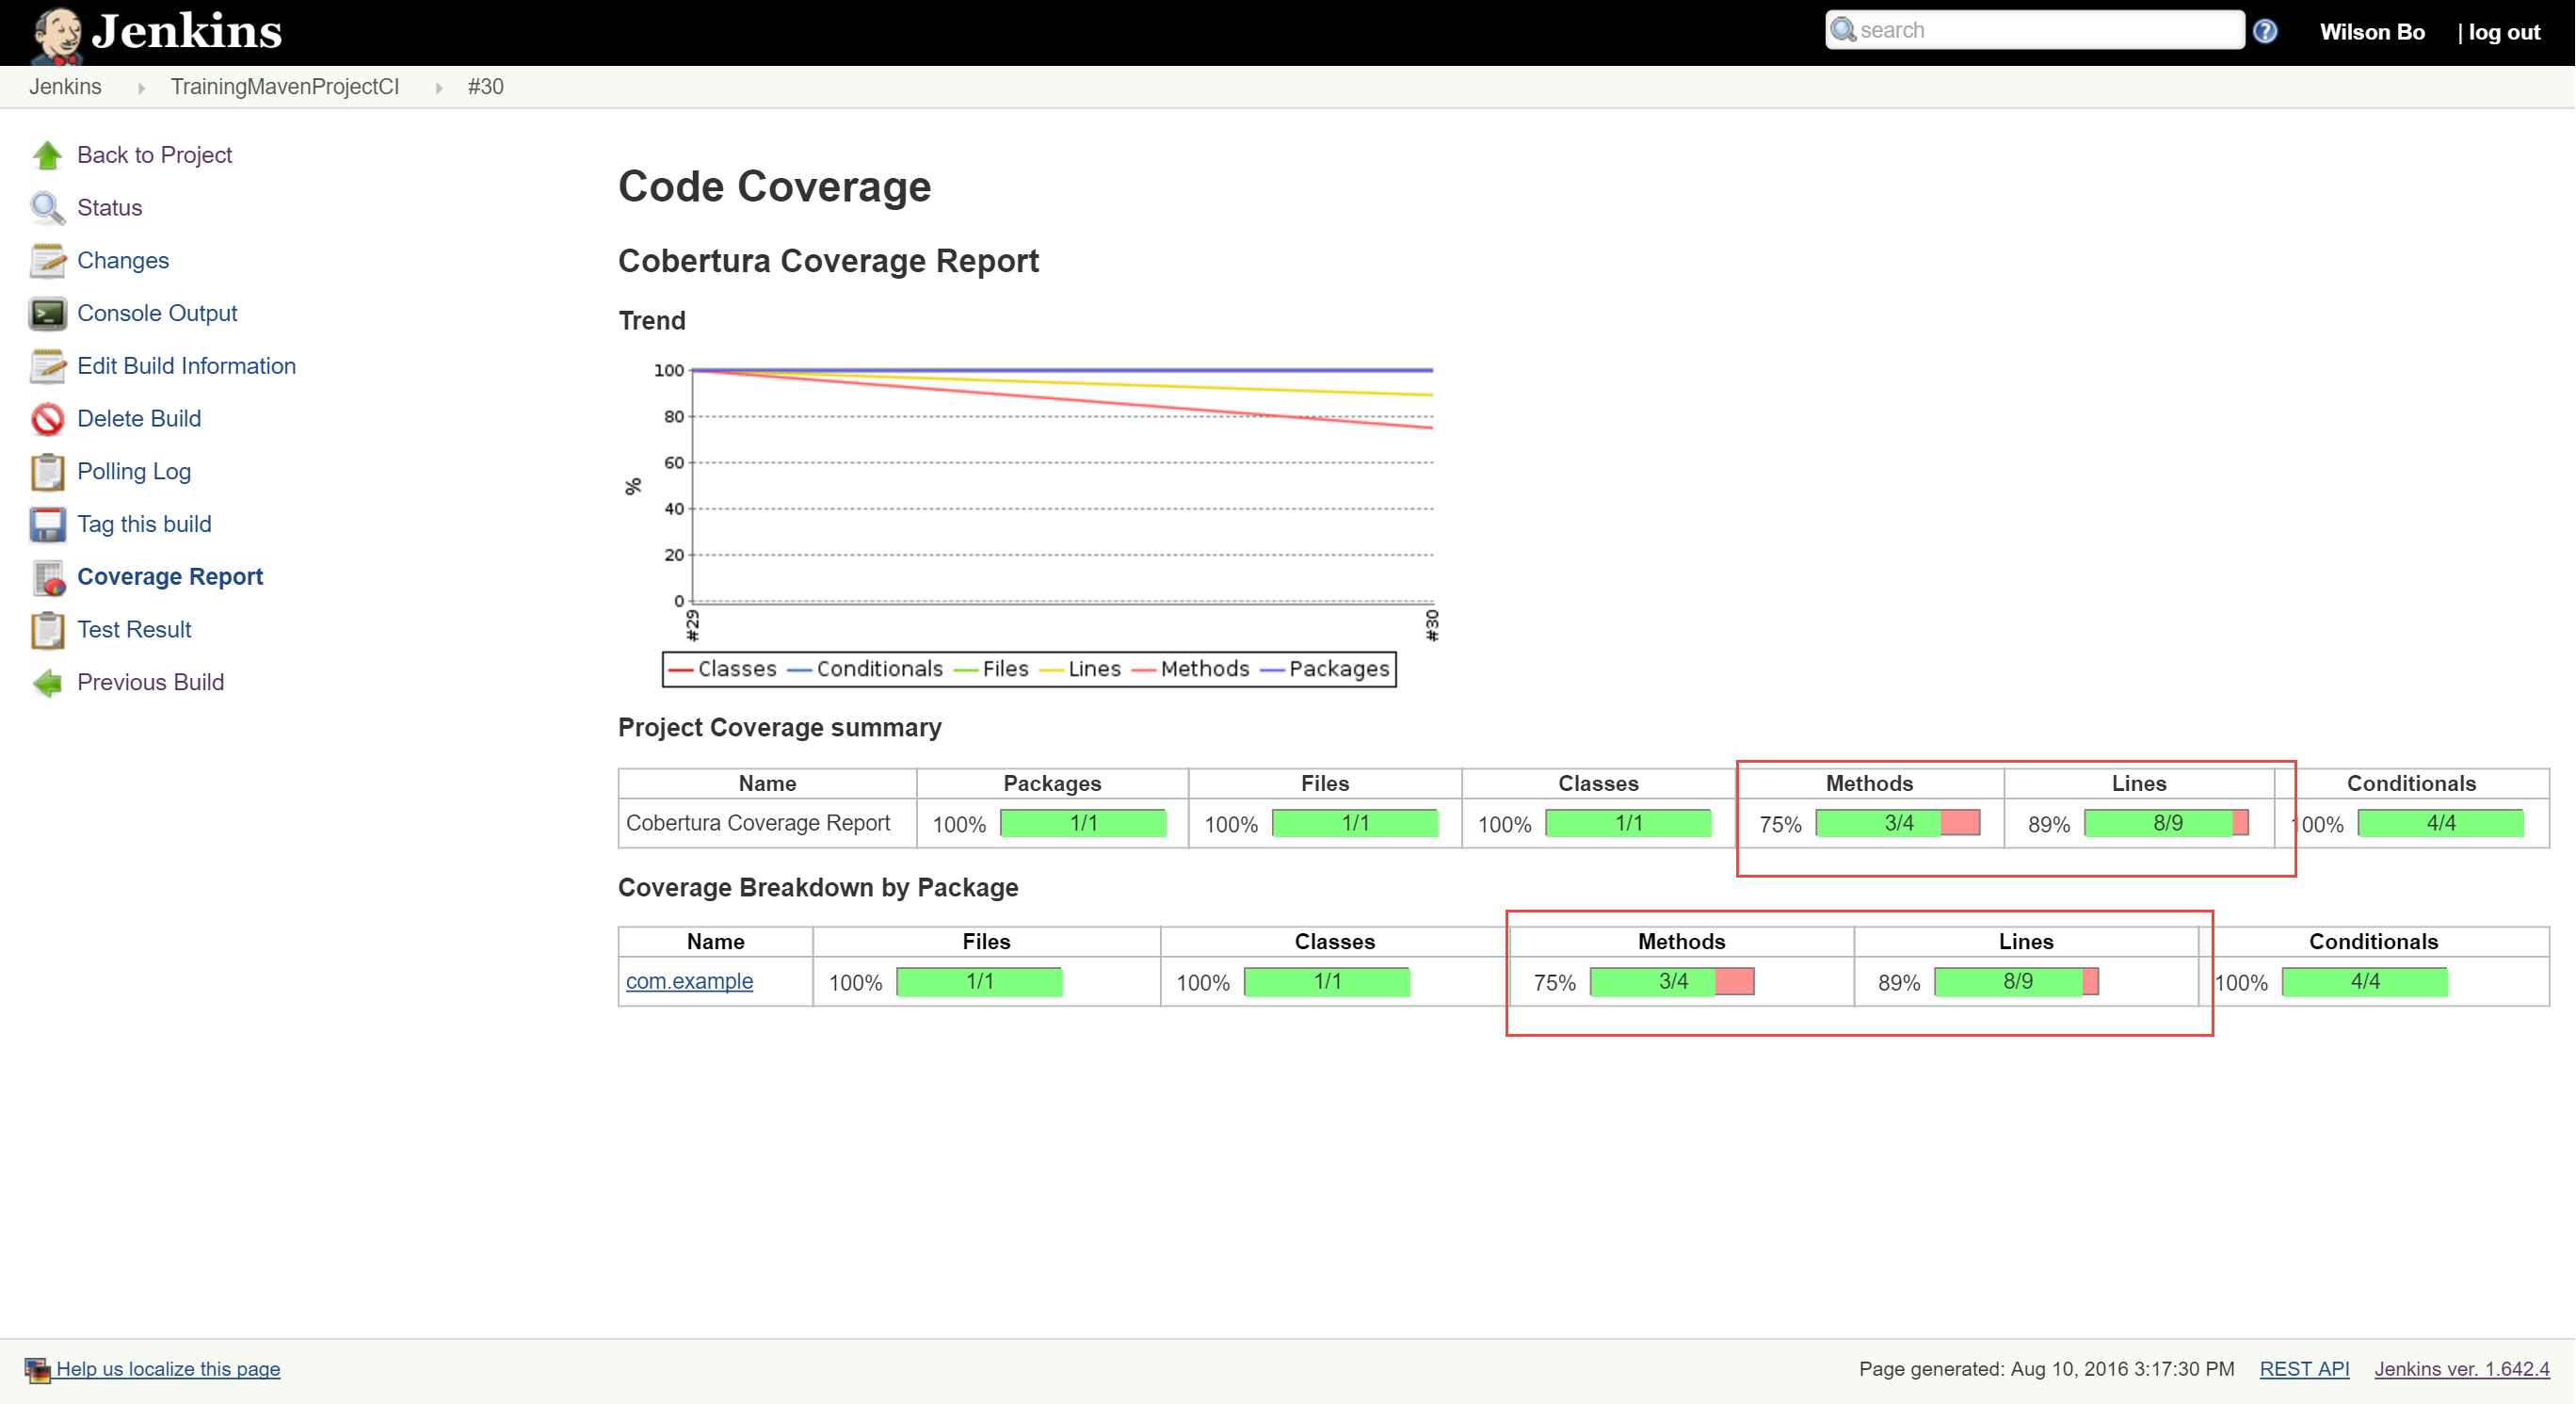 Jenkins
search
Wilson Bo | log out
Jenkins TrainingMavenProjectCI #30
Back to Project
Status
Changes
Console Output
Edit Build Information
Delete Build
Polling Log
Tag this build
Coverage Report
Test Result
Previous Build
Code Coverage
Cobertura Coverage Report
Trend
100
80
60
40
20
0
%
#29 #30
Classes Conditionals Files Lines Methods Packages
Project Coverage summary
Name Packages Files Classes Methods Lines Conditionals
Cobertura Coverage Report 100% 1/1 100% 1/1 100% 1/1 75% 3/4 89% 8/9 100% 4/4
Coverage Breakdown by Package
Name Files Classes Methods Lines Conditionals
com.example 100% 1/1 100% 1/1 75% 3/4 89% 8/9 100% 4/4
Help us localize this page
Page generated: Aug 10, 2016 3:17:30 PM REST API Jenkins ver. 1.642.4